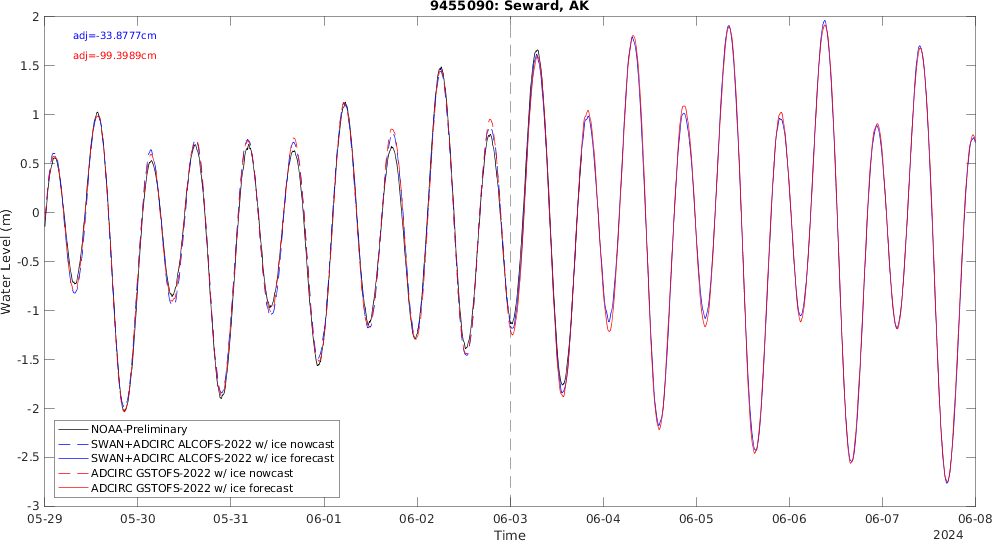 9455090: Seward, AK
adj=-33.8777cm
adj=-99.3989cm
2
1.5
1
0.5
0
-0.5
-1
-1.5
-2
-2.5
-3
Water Level (m)
NOAA-Preliminary
SWAN+ADCIRC ALCOFS-2022 w/ ice nowcast
SWAN+ADCIRC ALCOFS-2022 w/ ice forecast
ADCIRC GSTOFS-2022 w/ ice nowcast
ADCIRC GSTOFS-2022 w/ ice forecast
05-29 05-30 05-31 06-01 06-02 06-03 06-04 06-05 06-06 06-07 06-08
Time
2024